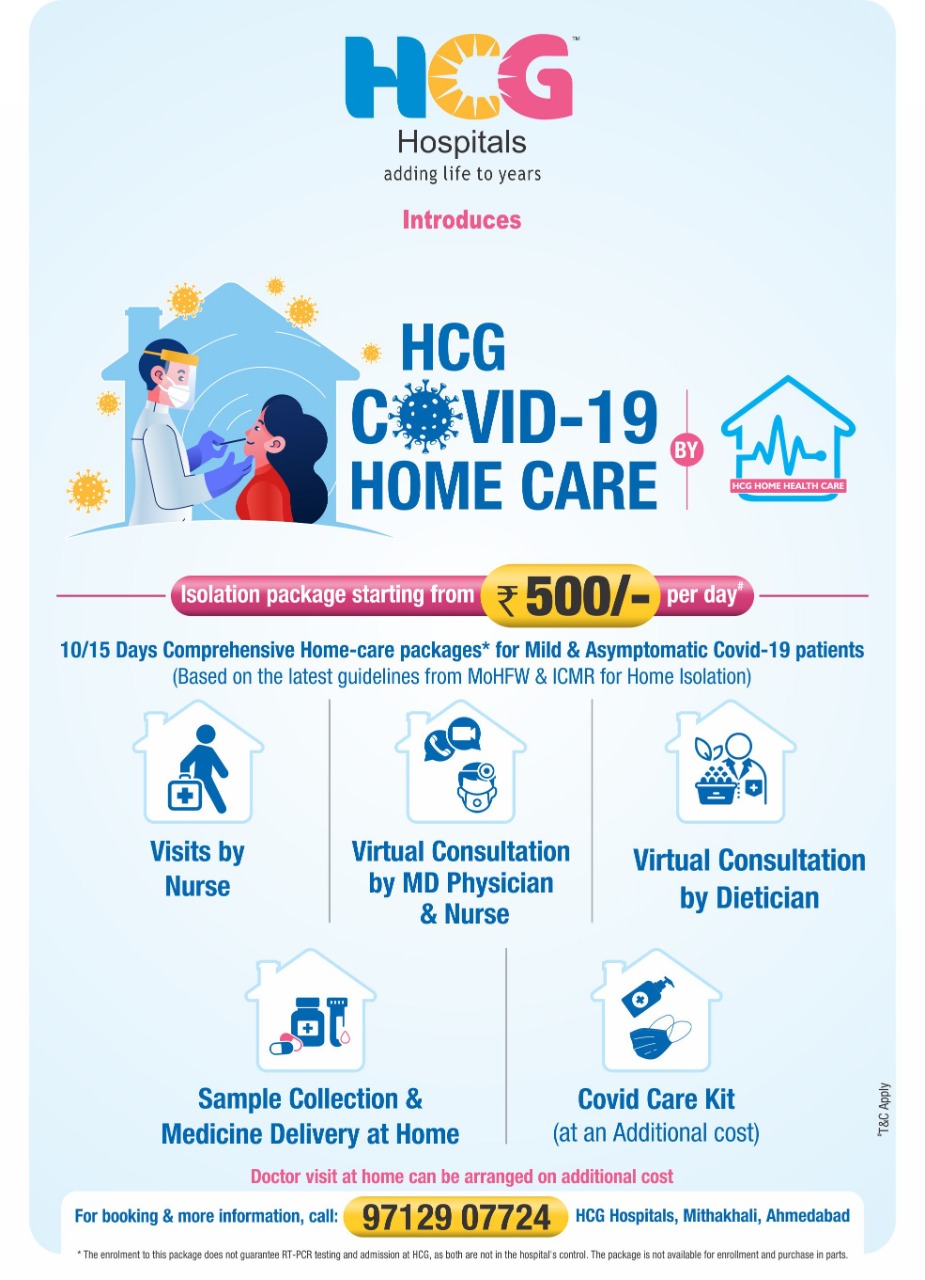 HCG™
Hospitals
adding life to years
Introduces
HCG
COVID-19
HOME CARE
BY
HCG HOME HEALTH CARE
Isolation package starting from ₹ 500/- per day#
10/15 Days Comprehensive Home-care packages* for Mild & Asymptomatic Covid-19 patients
(Based on the latest guidelines from MoHFW & ICMR for Home Isolation)
Visits by
Nurse
Virtual Consultation
by MD Physician
& Nurse
Virtual Consultation
by Dietician
Sample Collection &
Medicine Delivery at Home
Covid Care Kit
(at an Additional cost)
#T&C Apply
Doctor visit at home can be arranged on additional cost
For booking & more information, call: 97129 07724 HCG Hospitals, Mithakhali, Ahmedabad
* The enrolment to this package does not guarantee RT-PCR testing and admission at HCG, as both are not in the hospital's control. The package is not available for enrollment and purchase in parts.